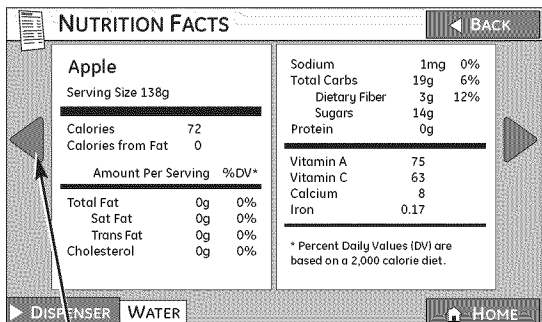 NUTRITION FACTS
BACK
Apple
Serving Size 138g
Calories 72
Calories from Fat 0
Amount Per Serving %DV*
Total Fat 0g 0%
Sat Fat 0g 0%
Trans Fat 0g 0%
Cholesterol 0g 0%
Sodium 1mg 0%
Total Carbs 19g 6%
Dietary Fiber 3g 12%
Sugars 14g
Protein 0g
Vitamin A 75
Vitamin C 63
Calcium 8
Iron 0.17
* Percent Daily Values (DV) are
based on a 2,000 calorie diet.
DISPENSER WATER
HOME